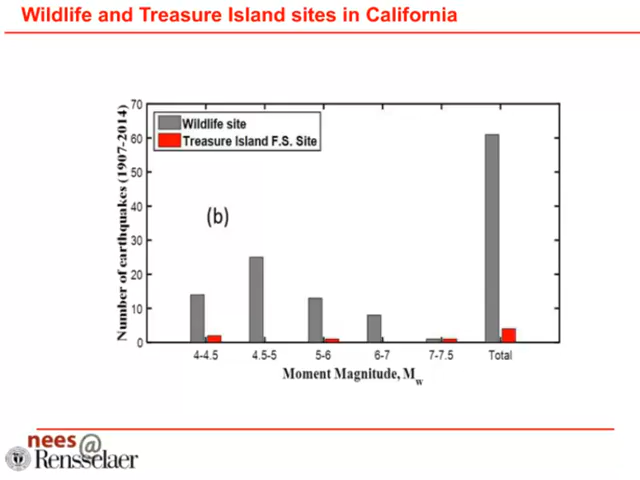 Wildlife and Treasure Island sites in California
Number of earthquakes (1907-2014)
70
60
50
40
30
20
10
0
Wildlife site
Treasure Island F.S. Site
(b)
4-4.5 4.5-5 5-6 6-7 7-7.5 Total
Moment Magnitude, Mw
nees@
Rensselaer